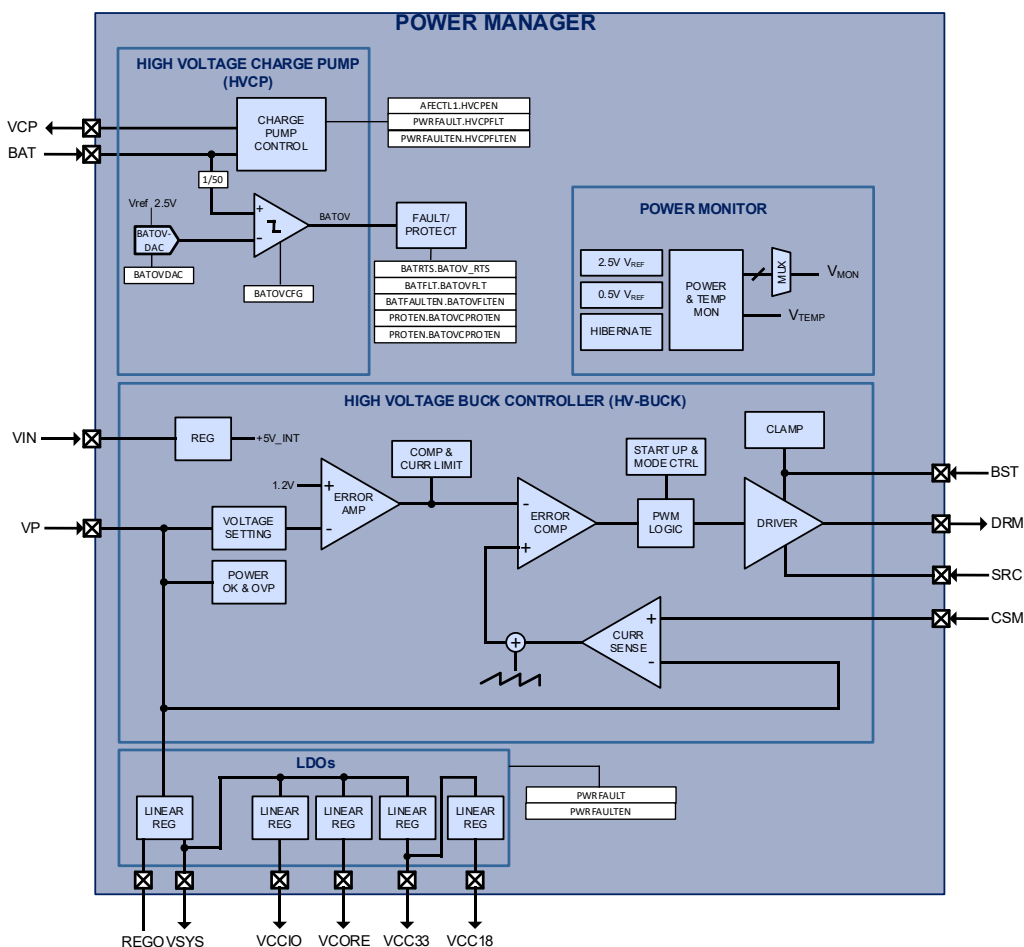 POWER MANAGER
HIGH VOLTAGE CHARGE PUMP
(HVCP)
VCP
BAT
CHARGE
PUMP
CONTROL
AFECTL1.HVCPEN
PWRFAULT.HVCPFLT
PWRFAULTEN.HVCPFLTEN
1/50
Vref 2.5V
BATOV-
DAC
BATOVDAC
+
-
BATOV
BATOVCFG
FAULT/
PROTECT
BATRTS.BATOV_RTS
BATFLT.BATOVFLT
BATFAULTEN.BATOVFLTEN
PROTEN.BATOVCPROTEN
PROTEN.BATOVCPROTEN
POWER MONITOR
2.5V VREF
0.5V VREF
HIBERNATE
POWER
& TEMP
MON
MUX
VMON
VTEMP
HIGH VOLTAGE BUCK CONTROLLER (HV-BUCK)
VIN
REG
+5V_INT
VP
VOLTAGE
SETTING
POWER
OK & OVP
1.2V
+
-
ERROR
AMP
COMP &
CURR LIMIT
-
+
ERROR
COMP
START UP &
MODE CTRL
PWM
LOGIC
CLAMP
DRIVER
BST
DRM
SRC
CSM
+
CURR
SENSE
+
-
LDOs
LINEAR
REG
LINEAR
REG
LINEAR
REG
LINEAR
REG
LINEAR
REG
PWRFAULT
PWRFAULTEN
REGO
VSYS
VCCIO
VCORE
VCC33
VCC18